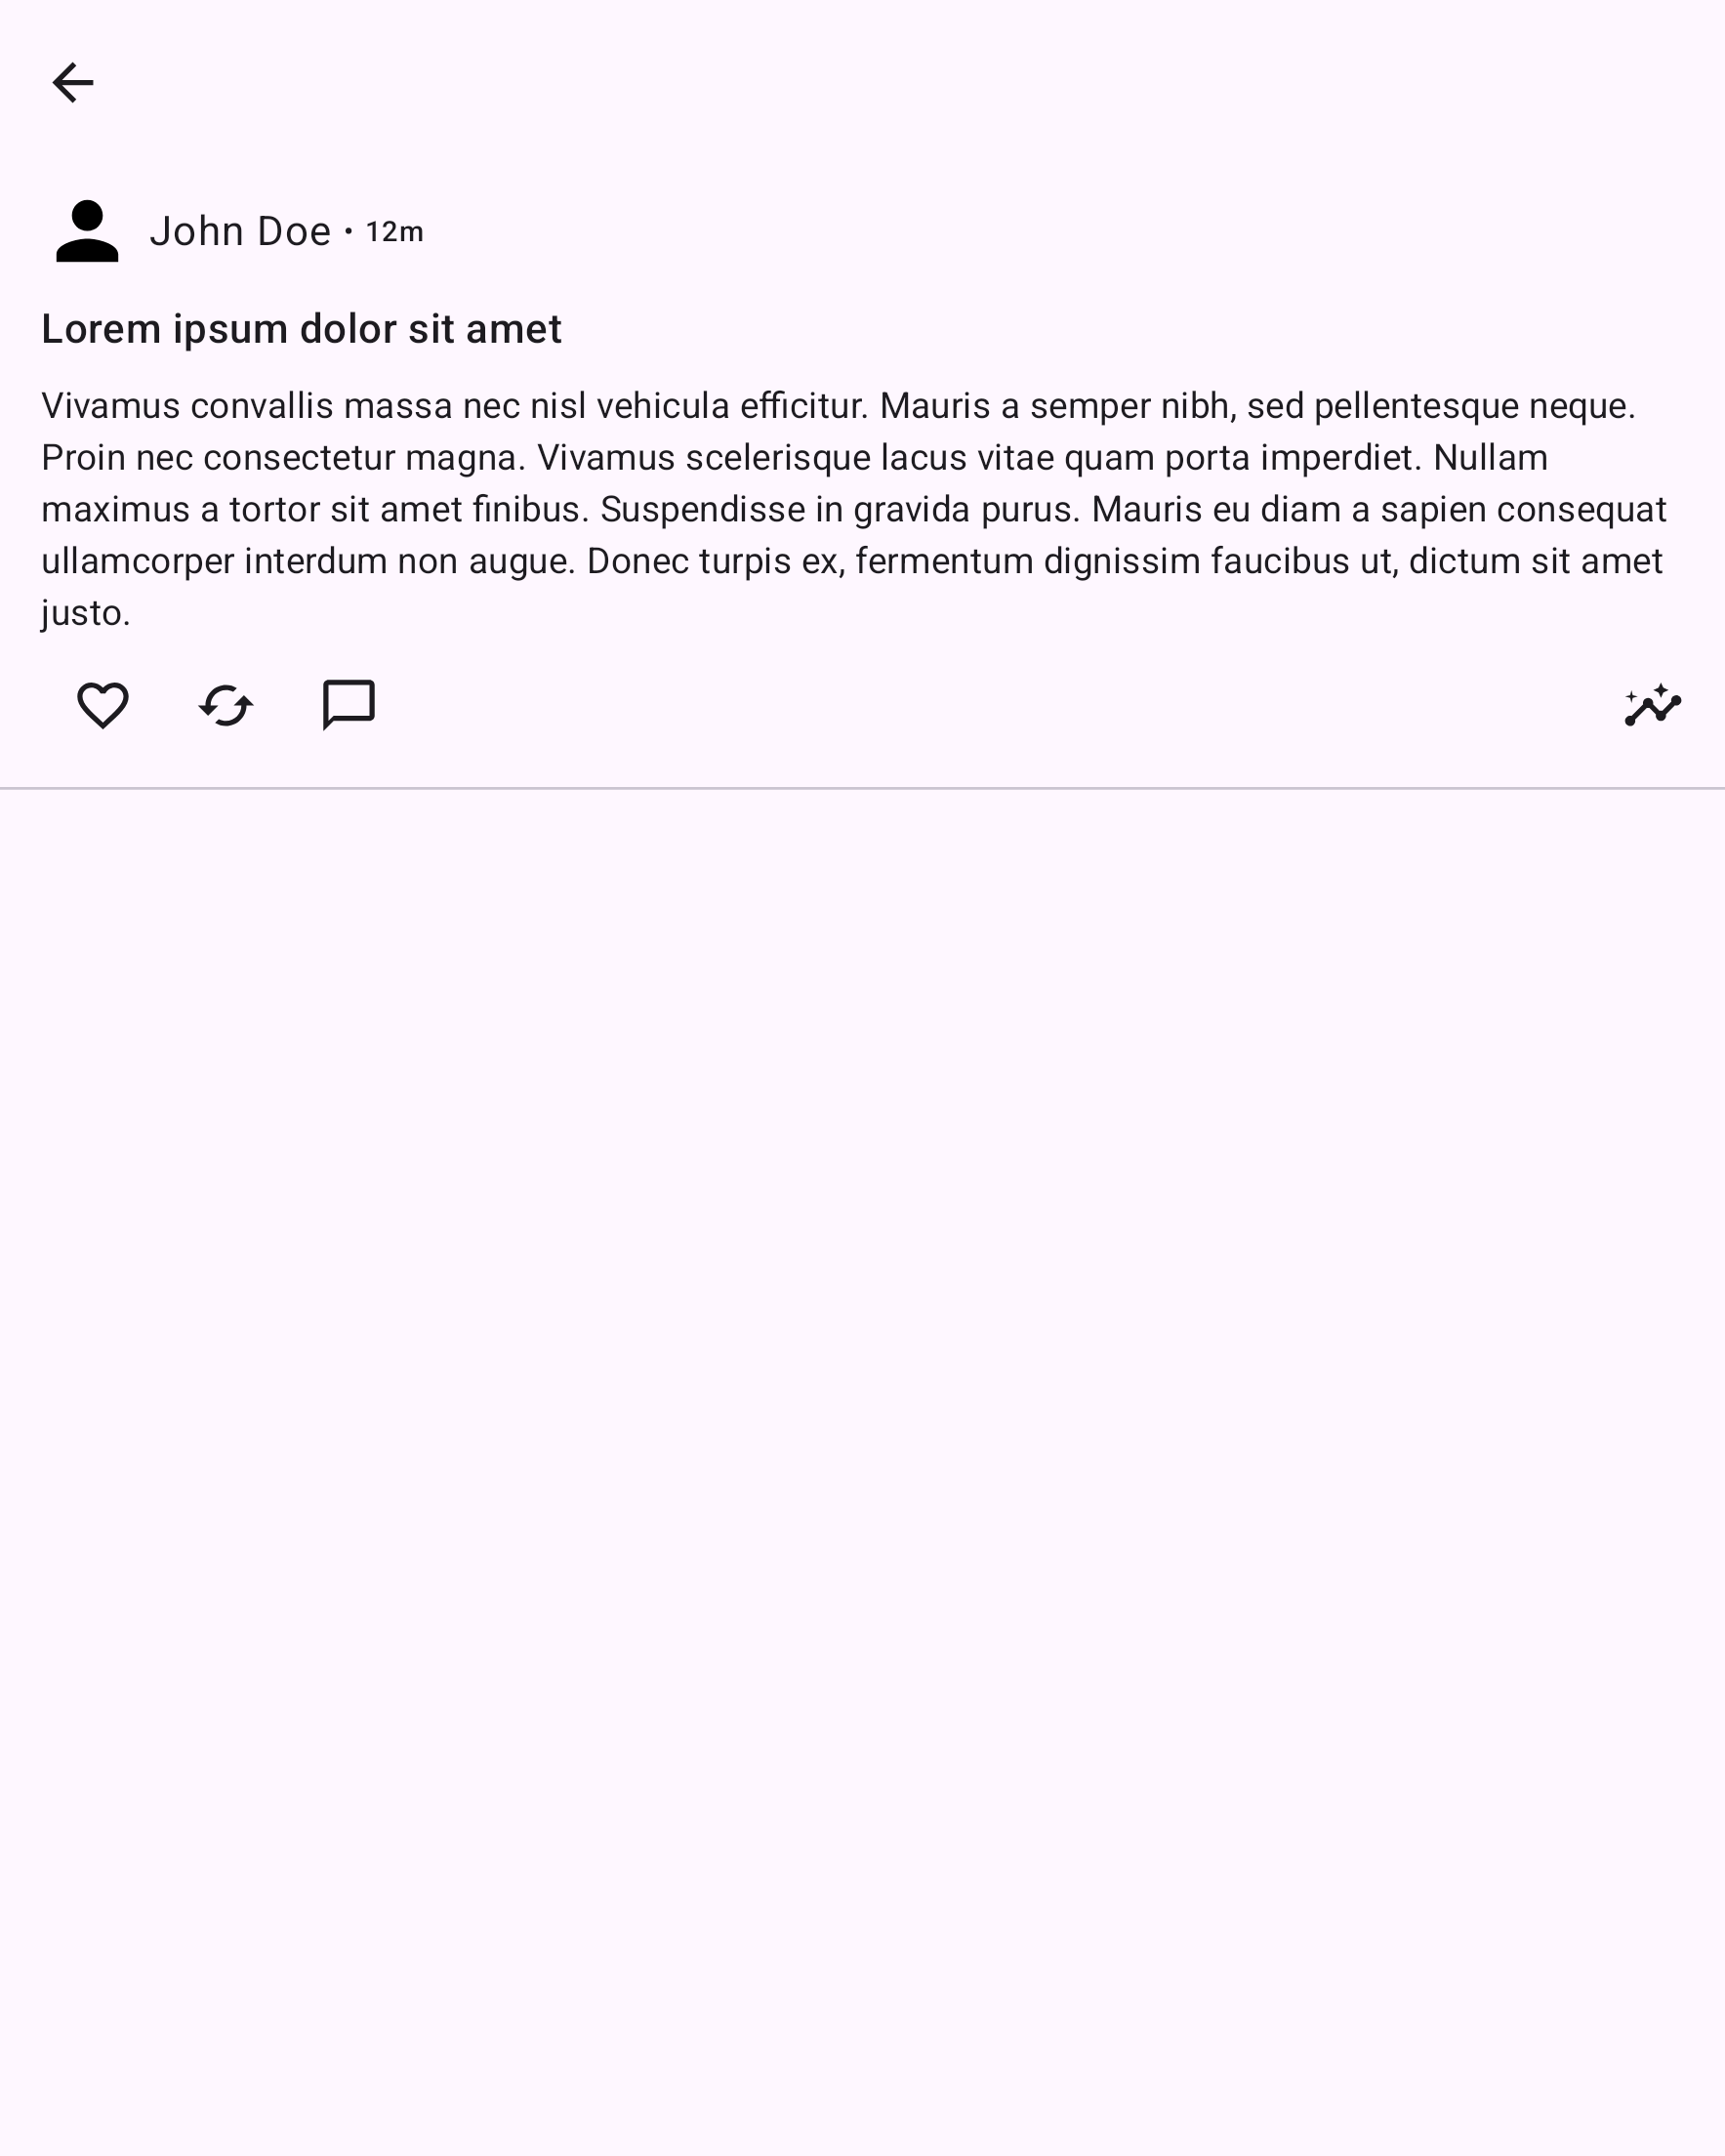 John Doe • 12m
Lorem ipsum dolor sit amet
Vivamus convallis massa nec nisl vehicula efficitur. Mauris a semper nibh, sed pellentesque neque.
Proin nec consectetur magna. Vivamus scelerisque lacus vitae quam porta imperdiet. Nullam
maximus a tortor sit amet finibus. Suspendisse in gravida purus. Mauris eu diam a sapien consequat
ullamcorper interdum non augue. Donec turpis ex, fermentum dignissim faucibus ut, dictum sit amet
justo.